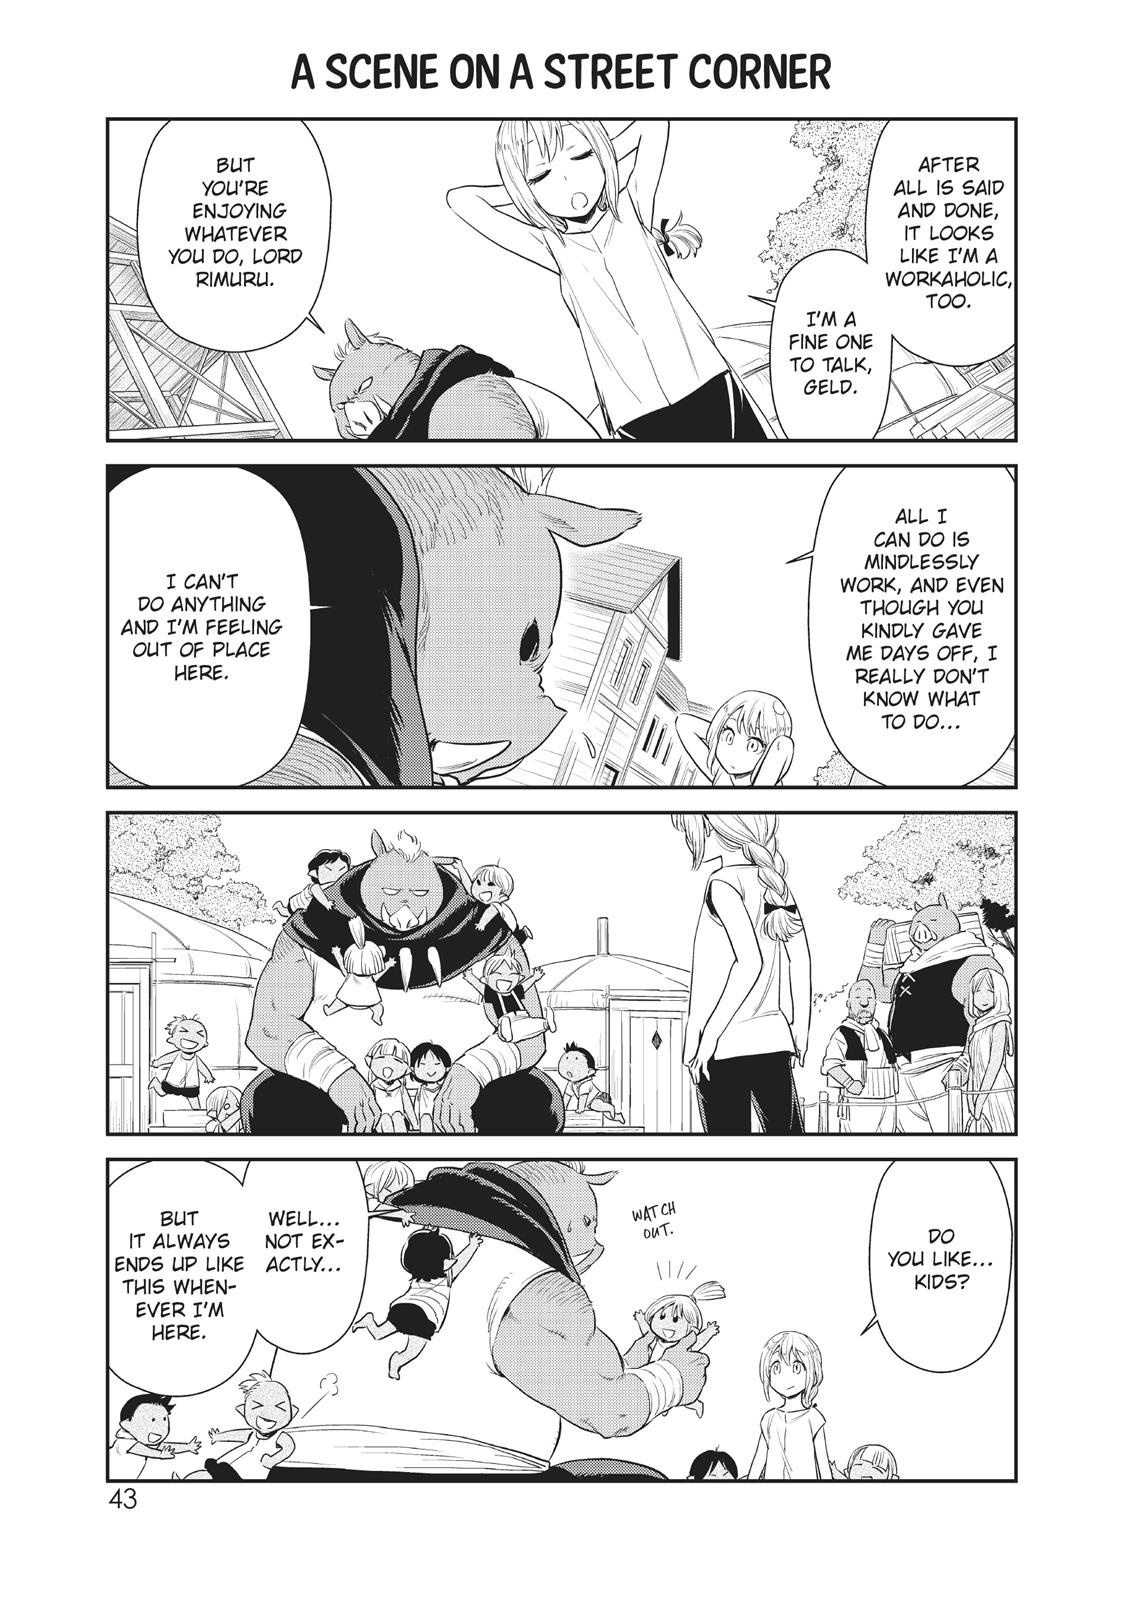 A SCENE ON A STREET CORNER
AFTER
ALL IS SAID
AND DONE,
IT LOOKS
LIKE I'M A
WORKAHOLIC,
TOO.
I'M A
FINE ONE
TO TALK,
GELD.
BUT
YOU'RE
ENJOYING
WHATEVER
YOU DO, LORD
RIMURU.
ALL I
CAN DO IS
MINDLESSLY
WORK, AND EVEN
THOUGH YOU
KINDLY GAVE
ME DAYS OFF, I
REALLY DON'T
KNOW WHAT
TO DO...
I CAN'T
DO ANYTHING
AND I'M FEELING
OUT OF PLACE
HERE.
DO
YOU LIKE...
KIDS?
WATCH
OUT.
WELL...
NOT EX-
ACTLY...
BUT
IT ALWAYS
ENDS UP LIKE
THIS WHEN-
EVER I'M
HERE.
43